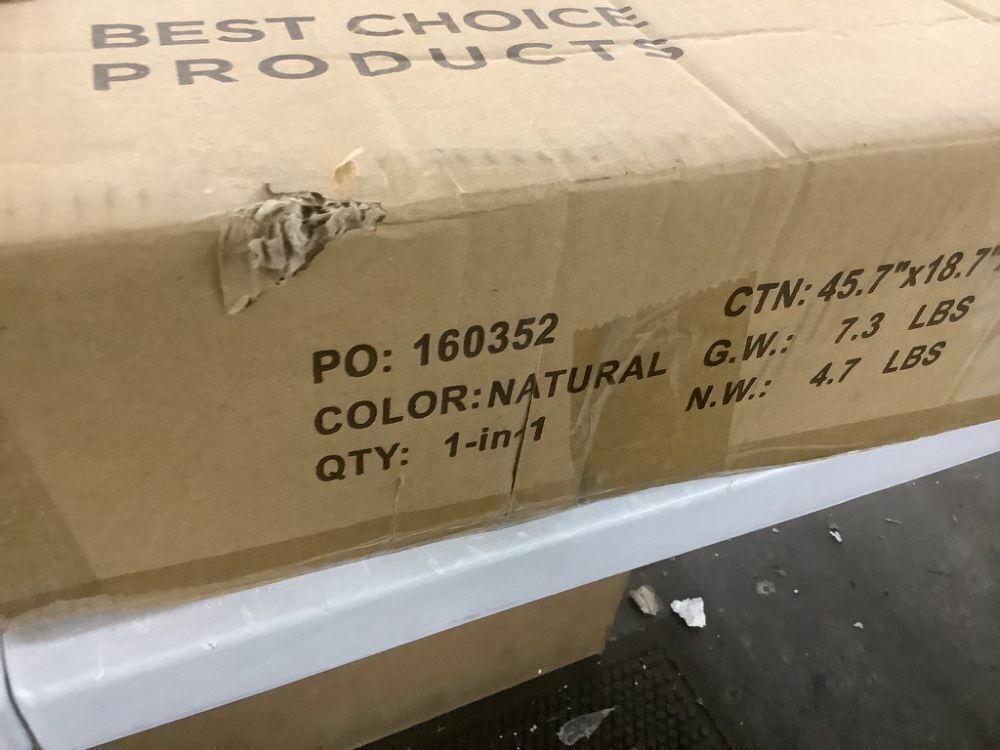 BEST CHOICE
PRODUCTS
PO: 160352
COLOR:NATURAL
QTY: 1-in-1
CTN: 45.7"x18.7"
G.W.: 7.3 LBS
N.W.: 4.7 LBS